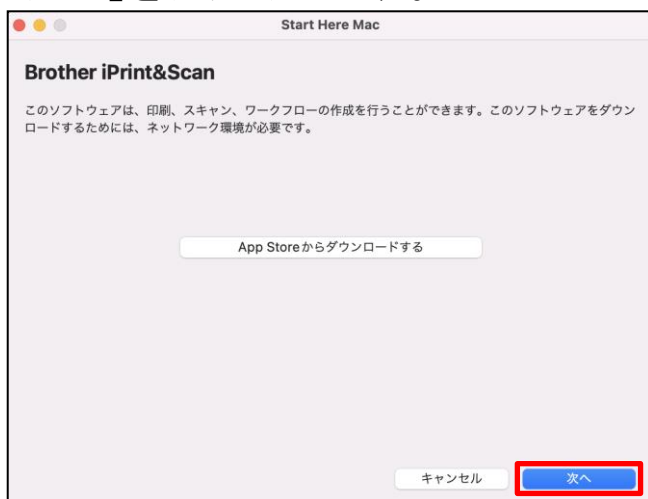 Start Here Mac
Brother iPrint&Scan
このソフトウェアは、印刷、スキャン、ワークフローの作成を行うことができます。このソフトウェアをダウン
ロードするためには、ネットワーク環境が必要です。
App Storeからダウンロードする
キャンセル
次へ